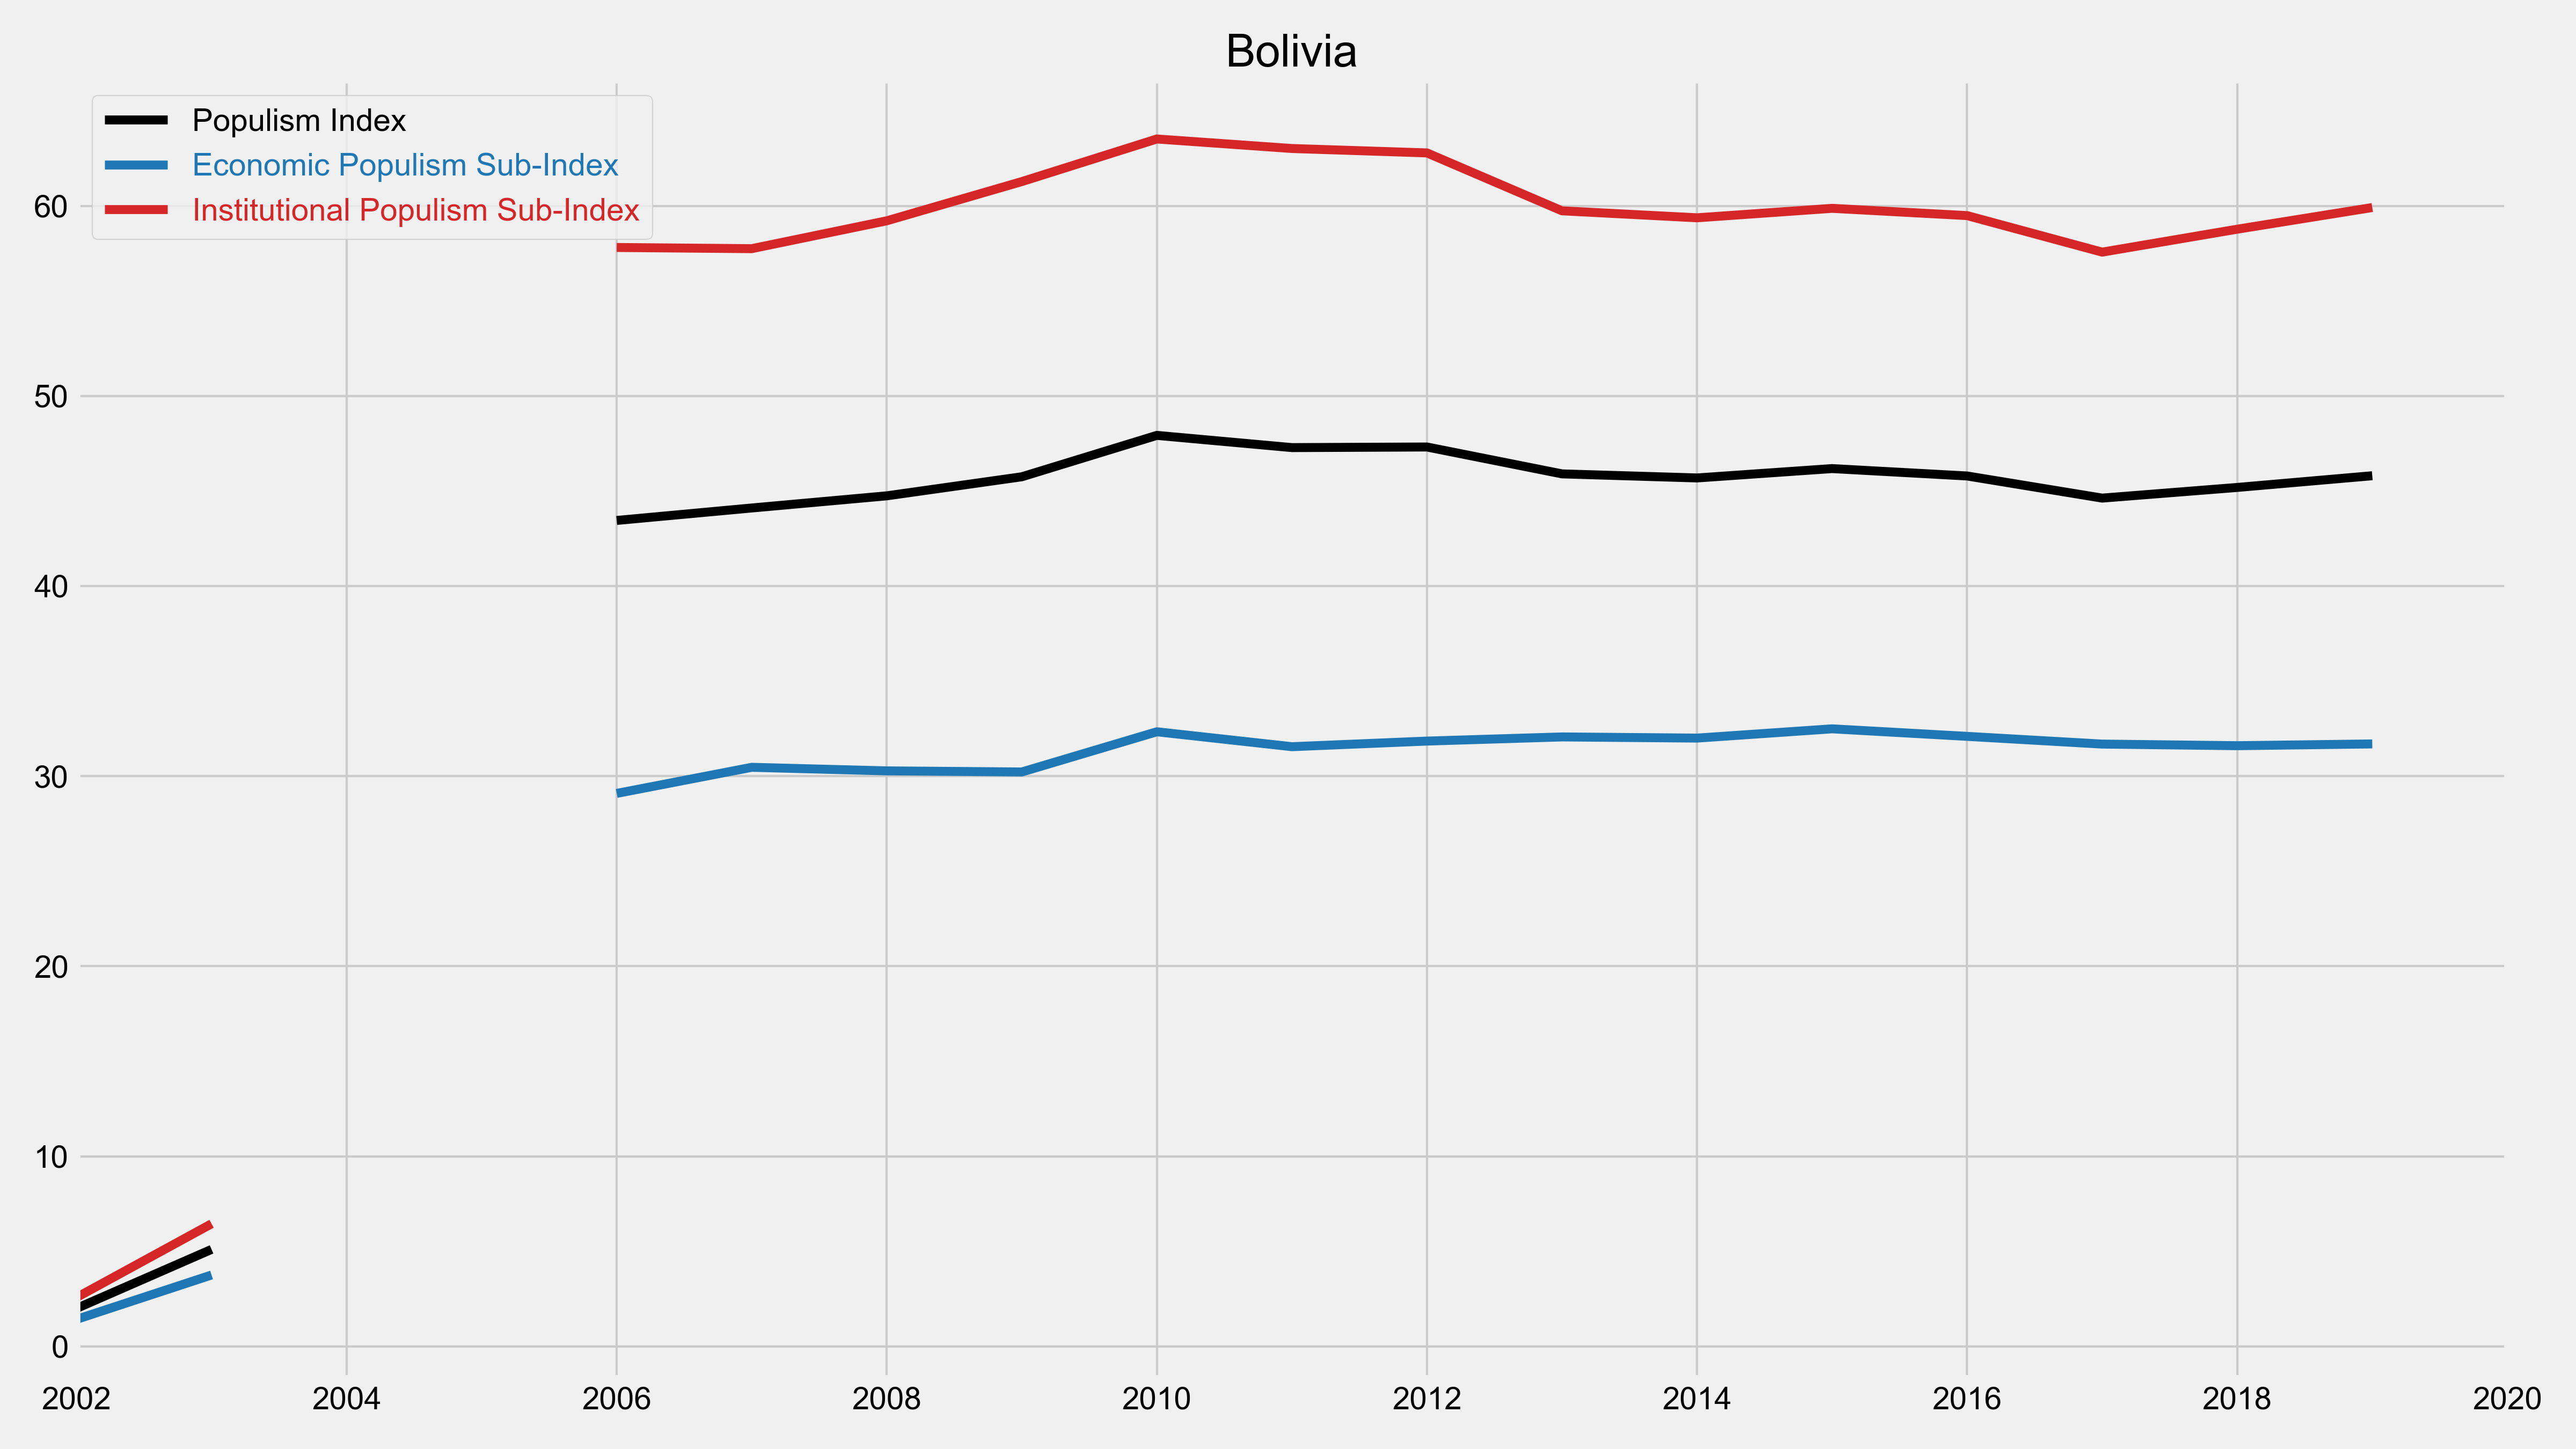 Bolivia
Populism Index
Economic Populism Sub-Index
Institutional Populism Sub-Index
60
50
40
30
20
10
0
2002 2004 2006 2008 2010 2012 2014 2016 2018 2020